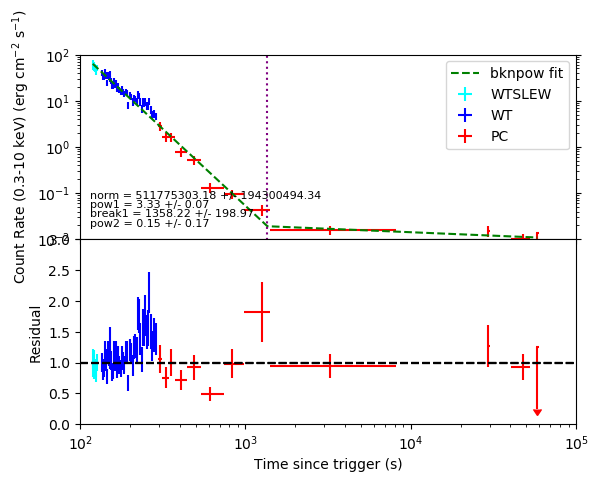 Count Rate (0.3-10 keV) (erg cm⁻² s⁻¹)
10²
10¹
10⁰
10⁻¹
bknpow fit
WTSLEW
WT
PC
norm = 511775303.18 +/- 194300494.34
pow1 = 3.33 +/- 0.07
break1 = 1358.22 +/- 198.97
pow2 = 0.15 +/- 0.17
Residual
2.5
2.0
1.5
1.0
0.5
0.0
10² 10³ 10⁴ 10⁵
Time since trigger (s)